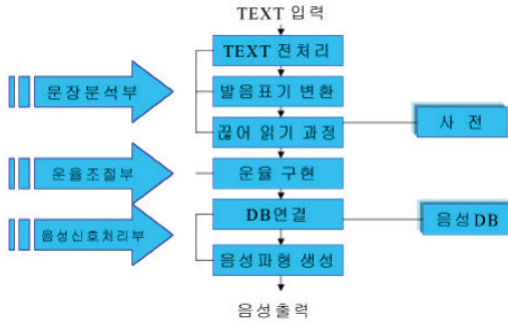 TEXT 입력
TEXT 전처리
문장분석부
발음표기 변환
끊어 읽기 과정
사 전
운율조절부
운율 구현
DB연결
음성DB
음성신호처리부
음성파형 생성
음성출력